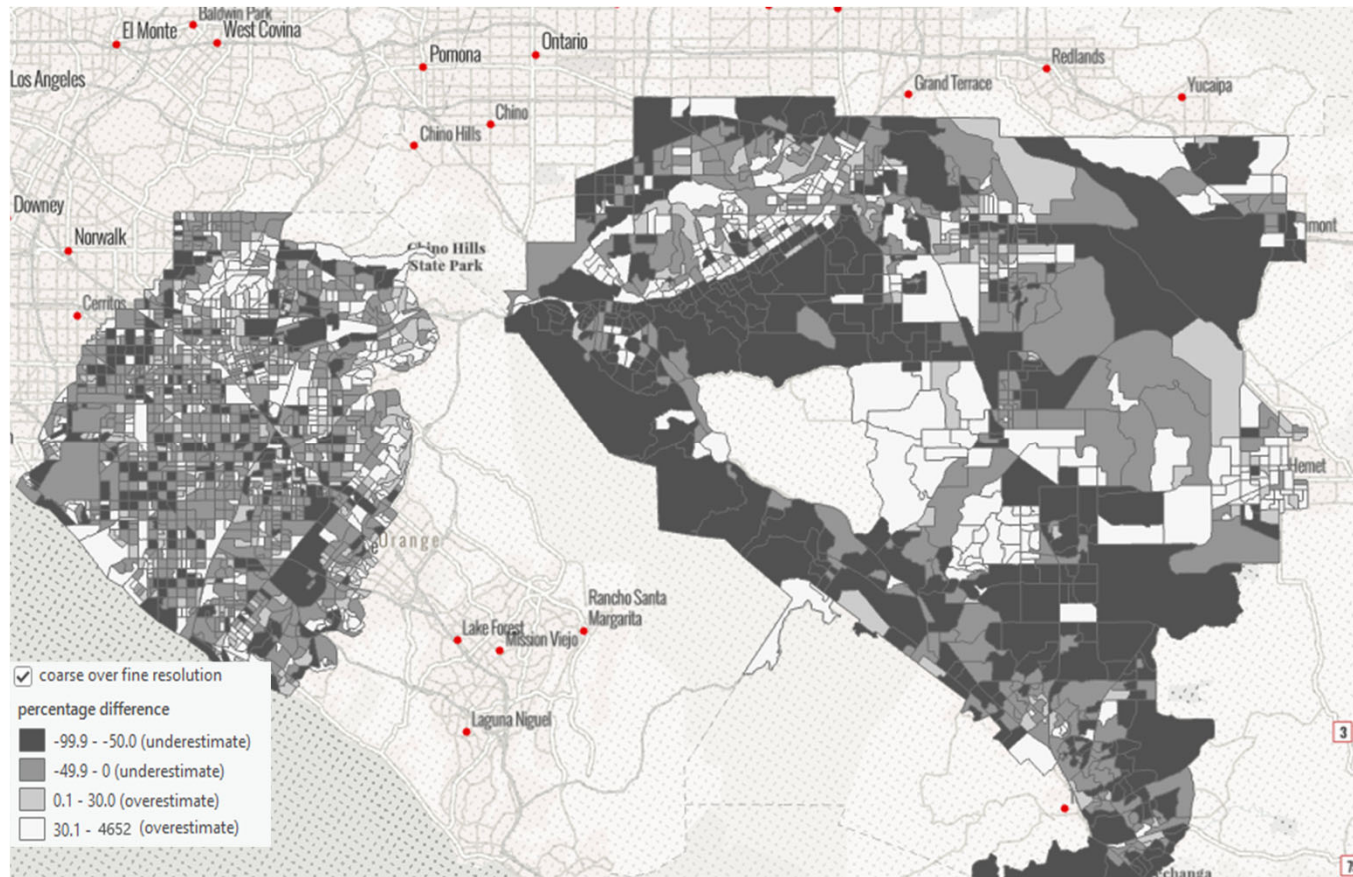 Baldwin Park
El Monte
West Covina
Los Angeles
Pomona
Ontario
Redlands
Grand Terrace
Yucaipa
Chino
Chino Hills
Downey
Norwalk
Chino Hills
State Park
Cerritos
mont
Hemet
Orange
Rancho Santa
Margarita
Lake Forest
Mission Viejo
Laguna Niguel
coarse over fine resolution
percentage difference
-99.9 - -50.0 (underestimate)
-49.9 - 0 (underestimate)
0.1 - 30.0 (overestimate)
30.1 - 4652 (overestimate)
3
7